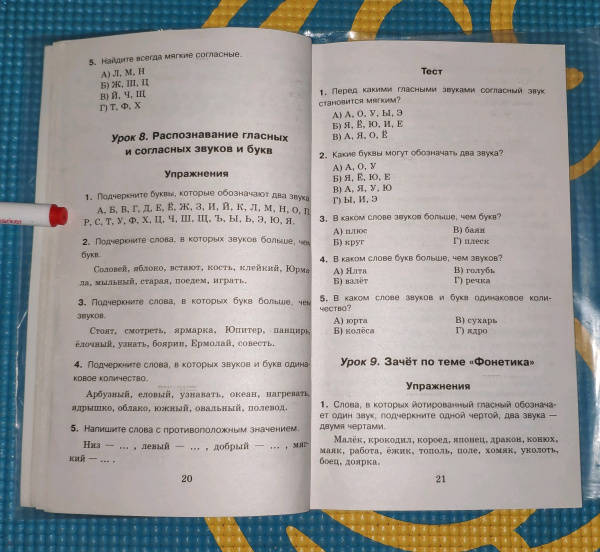 5. Найдите всегда мягкие согласные.
А) Л, М, Н
Б) Ж, Ш, Ц
В) Й, Ч, Щ
Г) Т, Ф, Х
Урок 8. Распознавание гласных
и согласных звуков и букв
Упражнения
1. Подчеркните буквы, которые обозначают два звука.
А, Б, В, Г, Д, Е, Ё, Ж, З, И, Й, К, Л, М, Н, О, П,
Р, С, Т, У, Ф, Х, Ц, Ч, Ш, Щ, Ъ, Ы, Ь, Э, Ю, Я.
2. Подчеркните слова, в которых звуков больше, чем
букв.
Соловей, яблоко, встают, кость, клейкий, Юрма
ла, мыльный, старая, поедем, играть.
3. Подчеркните слова, в которых букв больше, чем
звуков.
Стоят, смотреть, ярмарка, Юпитер, панцирь,
ёлочный, узнать, боярин, Ермолай, совесть.
4. Подчеркните слова, в которых звуков и букв одина-
ковое количество.
Арбузный, еловый, узнавать, океан, нагревать,
ядрышко, облако, южный, овальный, полевод.
5. Напишите слова с противоположным значением.
Низ — ... , левый — ... , добрый — ... , мяг-
кий — ... .
20
Тест
1. Перед какими гласными звуками согласный звук
становится мягким?
А) А, О, У, Ы, Э
Б) Я, Ё, Ю, И, Е
В) А, Я, О, Ё
2. Какие буквы могут обозначать два звука?
А) А, О, У
Б) Я, Ё, Ю, Е
В) А, Я, У, Ю
Г) Ы, И, Э
3. В каком слове звуков больше, чем букв?
А) плюс В) баян
Б) круг Г) плеск
4. В каком слове букв больше, чем звуков?
А) Ялта В) голубь
Б) взлёт Г) речка
5. В каком слове звуков и букв одинаковое коли-
чество?
А) юрта В) сухарь
Б) колёса Г) ядро
Урок 9. Зачёт по теме «Фонетика»
Упражнения
1. Слова, в которых йотированный гласный обознача-
ет один звук, подчеркните одной чертой, два звука —
двумя чертами.
Малёк, крокодил, короед, японец, дракон, конюх,
маяк, работа, ёжик, тополь, поле, хомяк, уколоть,
боец, доярка.
21